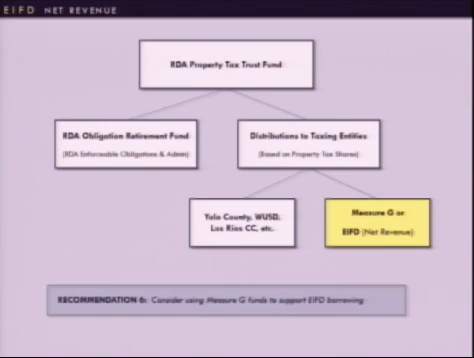 EIFD NET REVENUE
RDA Property Tax Trust Fund
RDA Obligation Retirement Fund
(RDA Enforceable Obligations & Admin)
Distributions to Taxing Entities
(Based on Property Tax Shares)
Yolo County, WUSD,
Los Rios CC, etc.
Measure G or
EIFD (Net Revenue)
RECOMMENDATION 6: Consider using Measure G funds to support EIFD borrowing